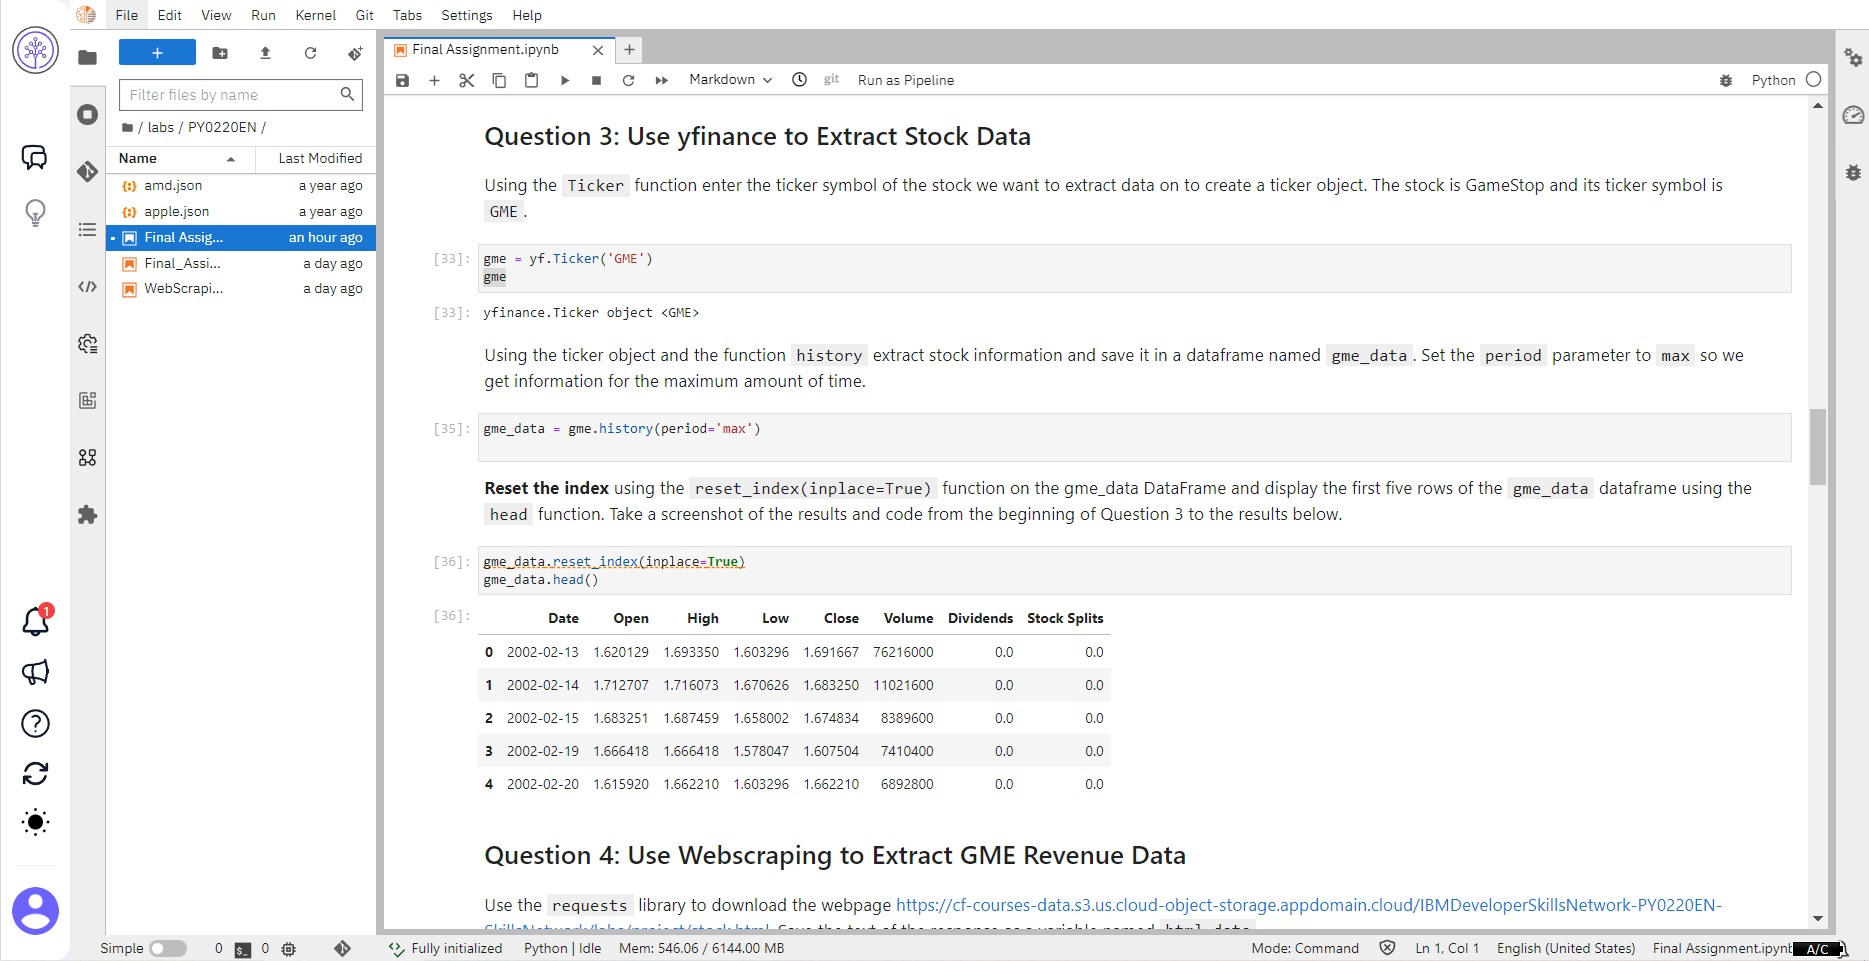 File Edit View Run Kernel Git Tabs Settings Help
Final Assignment.ipynb
Markdown
git
Run as Pipeline
Python
Filter files by name
/ labs / PY0220EN /
Name Last Modified
amd.json a year ago
apple.json a year ago
Final Assig... an hour ago
Final_Assi... a day ago
WebScrapi... a day ago
Question 3: Use yfinance to Extract Stock Data
Using the Ticker function enter the ticker symbol of the stock we want to extract data on to create a ticker object. The stock is GameStop and its ticker symbol is
GME .
[33]: gme = yf.Ticker('GME')
gme
[33]: yfinance.Ticker object <GME>
Using the ticker object and the function history extract stock information and save it in a dataframe named gme_data . Set the period parameter to max so we
get information for the maximum amount of time.
[35]: gme_data = gme.history(period='max')
Reset the index using the reset_index(inplace=True) function on the gme_data DataFrame and display the first five rows of the gme_data dataframe using the
head function. Take a screenshot of the results and code from the beginning of Question 3 to the results below.
[36]: gme_data.reset_index(inplace=True)
gme_data.head()
[36]: Date Open High Low Close Volume Dividends Stock Splits
0 2002-02-13 1.620129 1.693350 1.603296 1.691667 76216000 0.0 0.0
1 2002-02-14 1.712707 1.716073 1.670626 1.683250 11021600 0.0 0.0
2 2002-02-15 1.683251 1.687459 1.658002 1.674834 8389600 0.0 0.0
3 2002-02-19 1.666418 1.666418 1.578047 1.607504 7410400 0.0 0.0
4 2002-02-20 1.615920 1.662210 1.603296 1.662210 6892800 0.0 0.0
Question 4: Use Webscraping to Extract GME Revenue Data
Use the requests library to download the webpage https://cf-courses-data.s3.us.cloud-object-storage.appdomain.cloud/IBMDeveloperSkillsNetwork-PY0220EN-
SkillsNetwork/labs/project/stock.html. Save the text of the response as a variable named html_data
1
Simple 0 $_ 0 Fully initialized Python | Idle Mem: 546.06 / 6144.00 MB Mode: Command Ln 1, Col 1 English (United States) Final Assignment.ipynb A/C